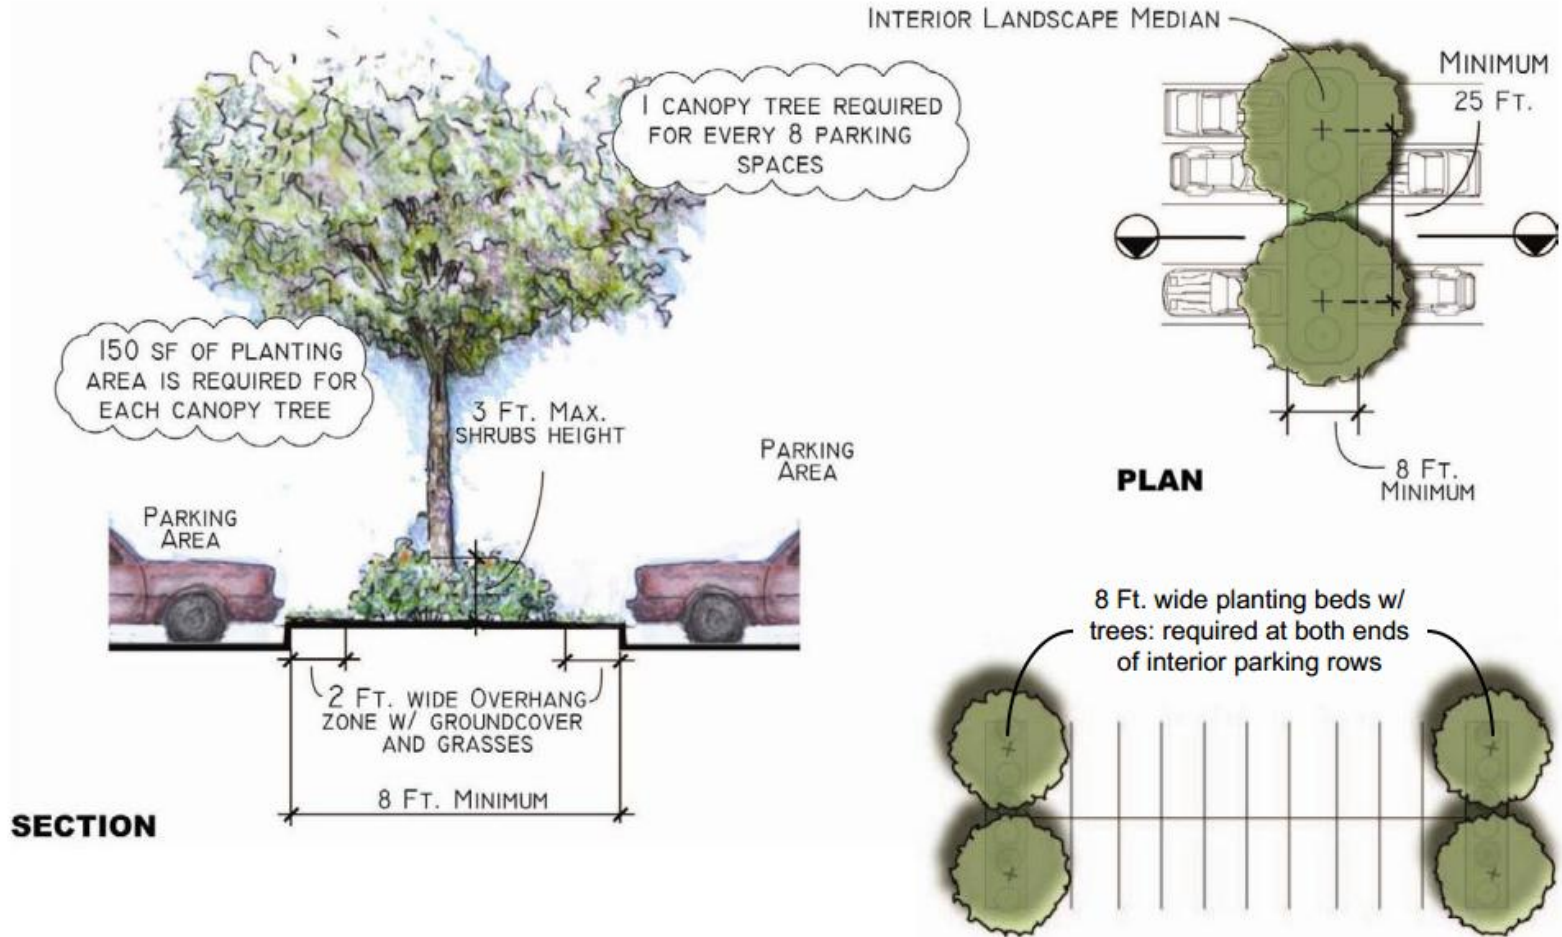 INTERIOR LANDSCAPE MEDIAN
1 CANOPY TREE REQUIRED
FOR EVERY 8 PARKING
SPACES
MINIMUM
25 FT.
150 SF OF PLANTING
AREA IS REQUIRED FOR
EACH CANOPY TREE
3 FT. MAX.
SHRUBS HEIGHT
PARKING
AREA
PARKING
AREA
8 FT.
MINIMUM
PLAN
2 FT. WIDE OVERHANG
ZONE W/ GROUNDCOVER
AND GRASSES
8 FT. MINIMUM
SECTION
8 Ft. wide planting beds w/
trees: required at both ends
of interior parking rows